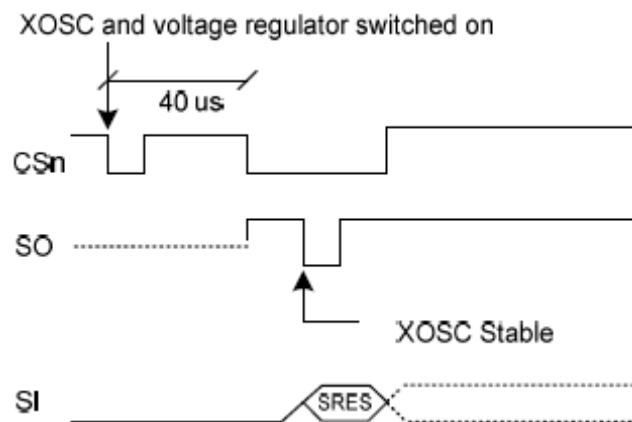 XOSC and voltage regulator switched on
40 us
CSn
SO
XOSC Stable
SI
SRES